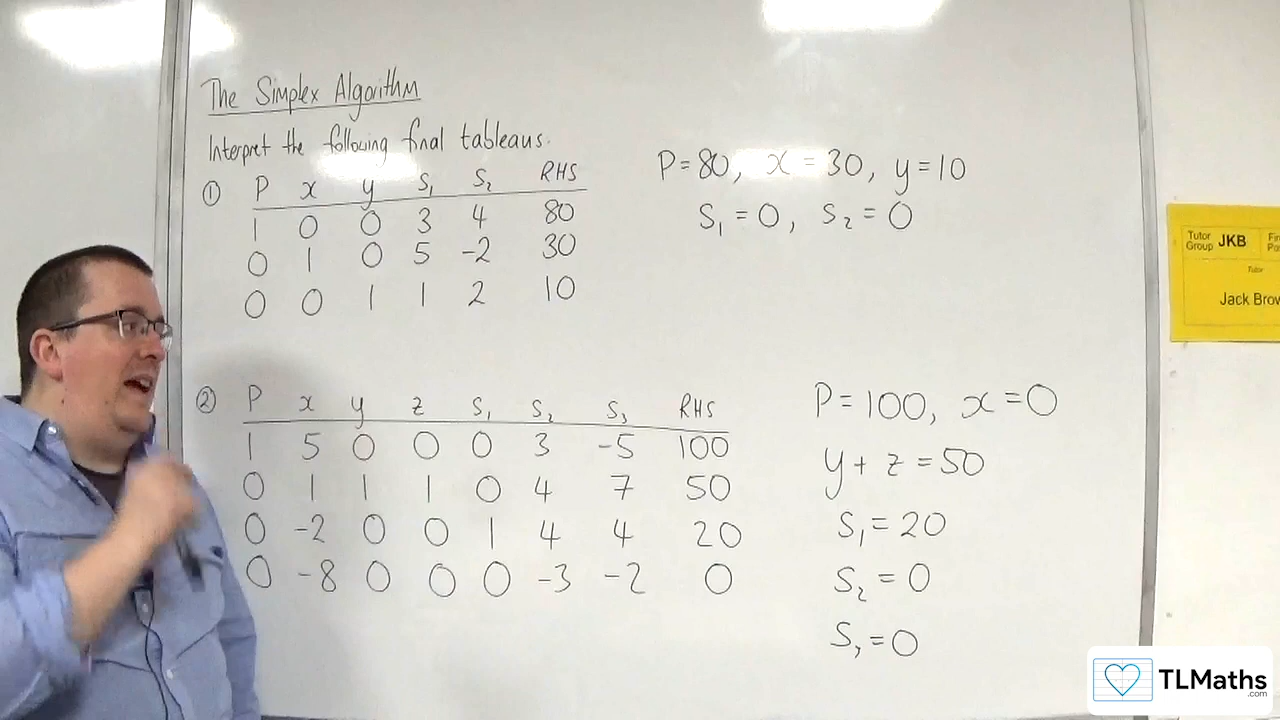 The Simplex Algorithm
Interpret the following final tableaus.
① P x y S₁ S₂ RHS
1 0 0 3 4 80
0 1 0 5 -2 30
0 0 1 1 2 10
P = 80, x = 30, y = 10
S₁ = 0, S₂ = 0
② P x y z S₁ S₂ S₃ RHS
1 5 0 0 0 3 -5 100
0 1 1 1 0 4 7 50
0 -2 0 0 1 4 4 20
0 -8 0 0 0 -3 -2 0
P = 100, x = 0
y + z = 50
S₁ = 20
S₂ = 0
S₃ = 0
Tutor Group JKB
Tutor
Jack
TLMaths
.com